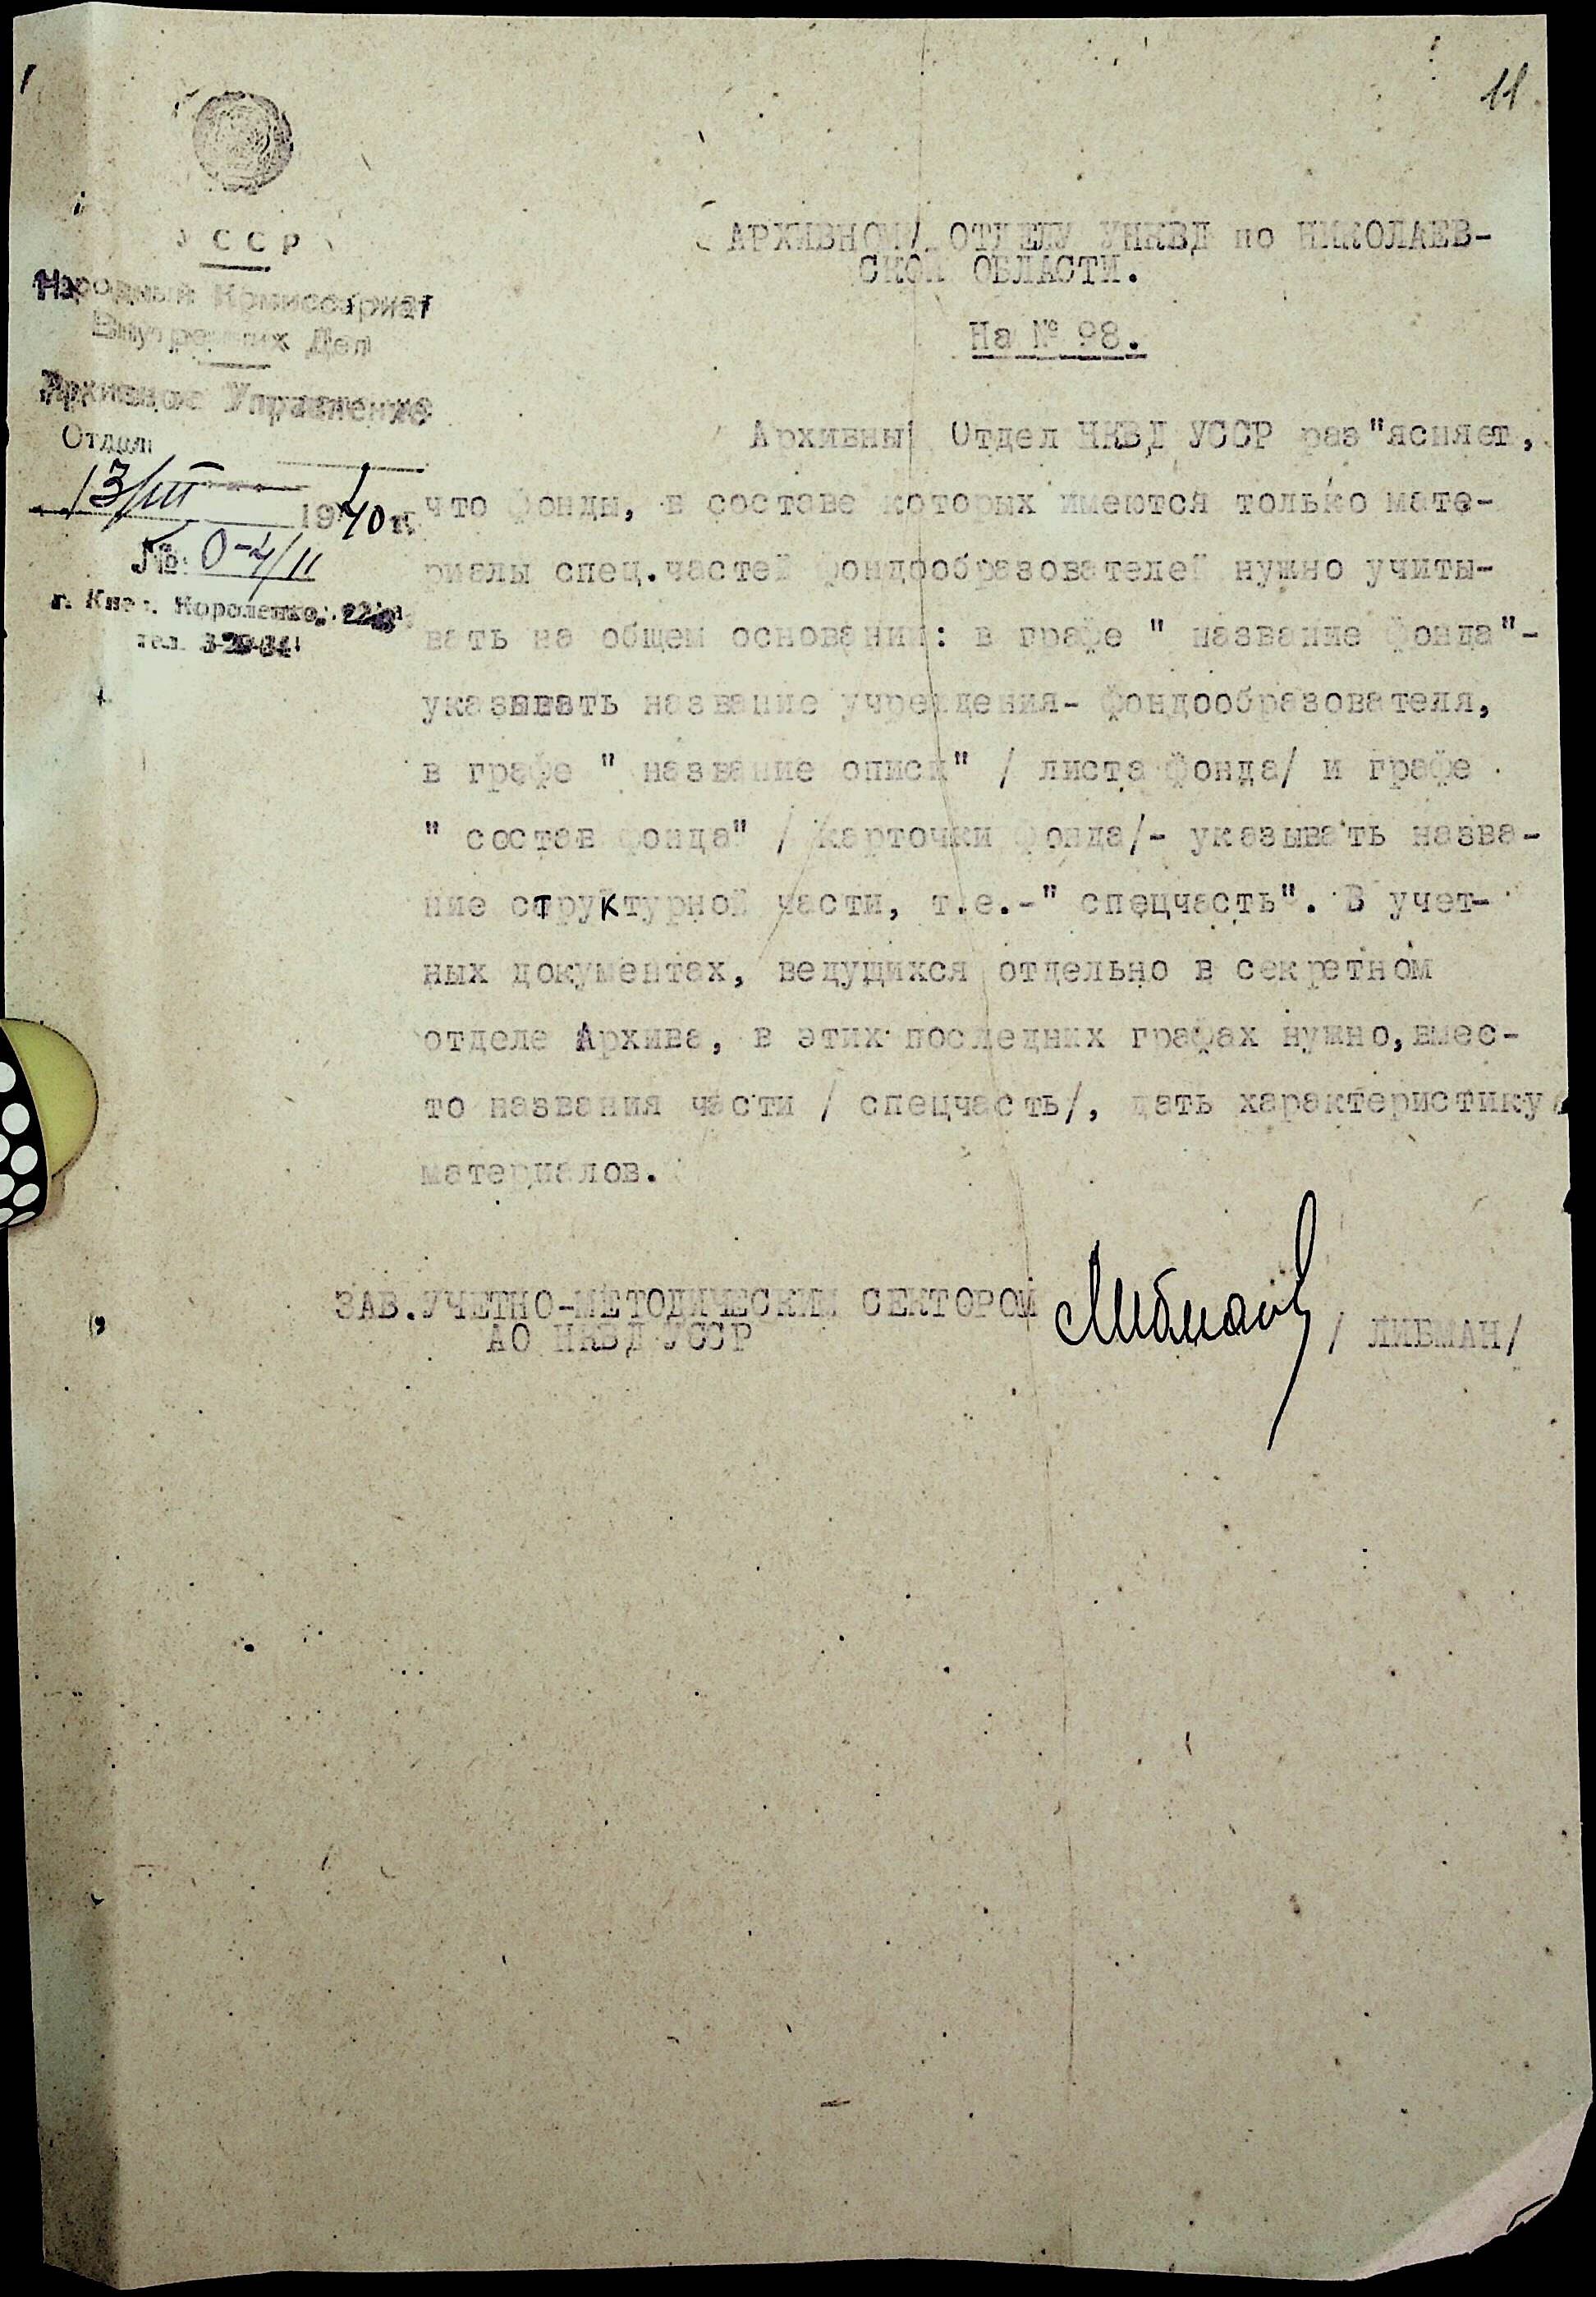 11.
УССР
Народный Комиссариат
Внутренних Дел
Архивное Управление
Отдел
13/III 1940 г.
№ 0-4/11
г. Киев. Короленко,
тел.
АРХИВНОМУ ОТДЕЛУ УНКВД по НИКОЛАЕВ-
СКОЙ ОБЛАСТИ.
На № 98.
Архивный Отдел НКВД УССР раз"ясняет,
что фонды, в составе которых имеются только мате-
риалы спец.частей фондообразователей нужно учиты-
вать на общем основании: в графе " название фонда"-
указывать название учреждения- фондообразователя,
в графе " название описи" / листа фонда/ и графе
" состав фонда" / карточки фонда/- указывать назва-
ние структурной части, т.е.-" спецчасть". В учет-
ных документах, ведущихся отдельно в секретном
отделе Архива, в этих последних графах нужно,вмес-
то названия части / спецчасть/, дать характеристику
материалов.
ЗАВ.УЧЕТНО-МЕТОДИЧЕСКИМ СЕКТОРОМ
АО НКВД УССР
Либман
/ ЛИБМАН/